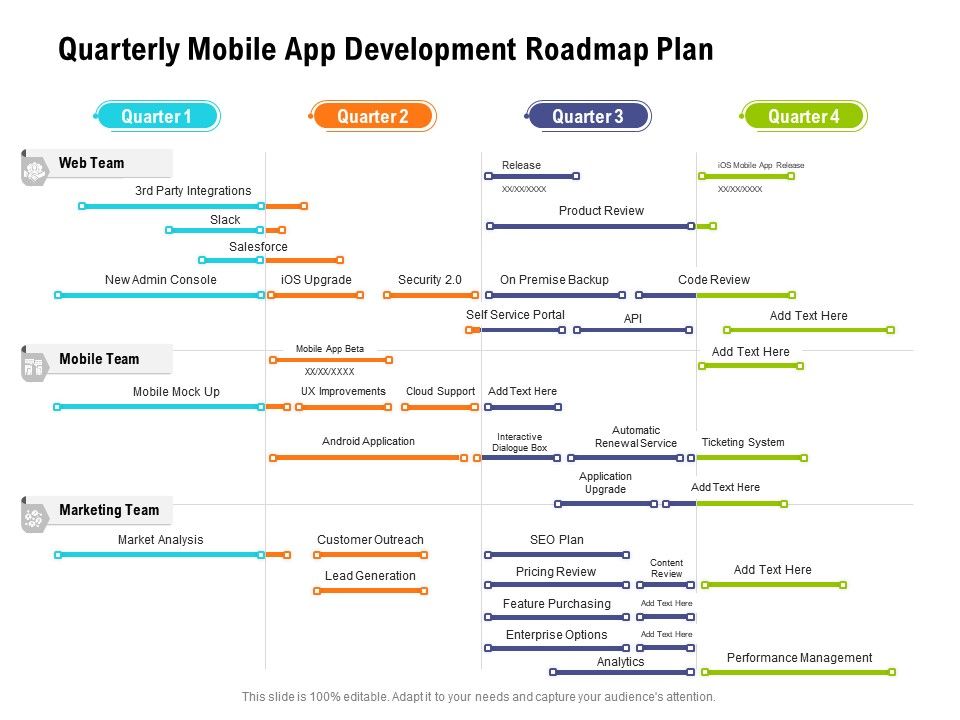 Quarterly Mobile App Development Roadmap Plan
Quarter 1
Quarter 2
Quarter 3
Quarter 4
Web Team
Release
XX/XX/XXXX
iOS Mobile App Release
XX/XX/XXXX
3rd Party Integrations
Product Review
Slack
Salesforce
New Admin Console
iOS Upgrade
Security 2.0
On Premise Backup
Code Review
Self Service Portal
API
Add Text Here
Mobile Team
Mobile App Beta
XX/XX/XXXX
Add Text Here
Mobile Mock Up
UX Improvements
Cloud Support
Add Text Here
Android Application
Interactive
Dialogue Box
Automatic
Renewal Service
Ticketing System
Application
Upgrade
Add Text Here
Marketing Team
Market Analysis
Customer Outreach
SEO Plan
Lead Generation
Pricing Review
Content
Review
Add Text Here
Feature Purchasing
Add Text Here
Enterprise Options
Add Text Here
Analytics
Performance Management
This slide is 100% editable. Adapt it to your needs and capture your audience's attention.